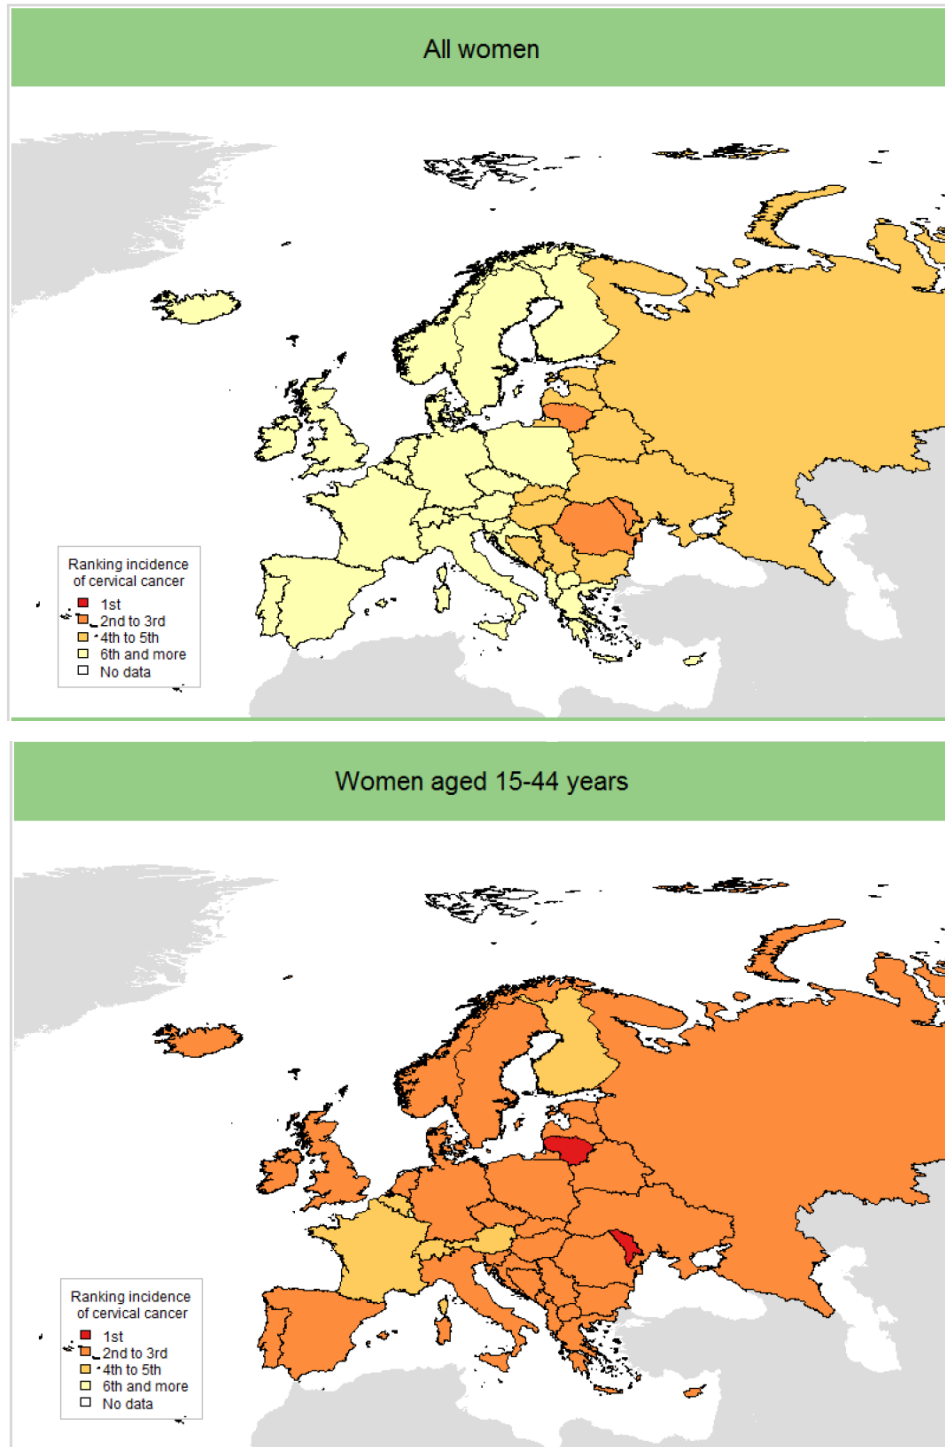 All women
Ranking incidence
of cervical cancer
1st
2nd to 3rd
4th to 5th
6th and more
No data
Women aged 15-44 years
Ranking incidence
of cervical cancer
1st
2nd to 3rd
4th to 5th
6th and more
No data